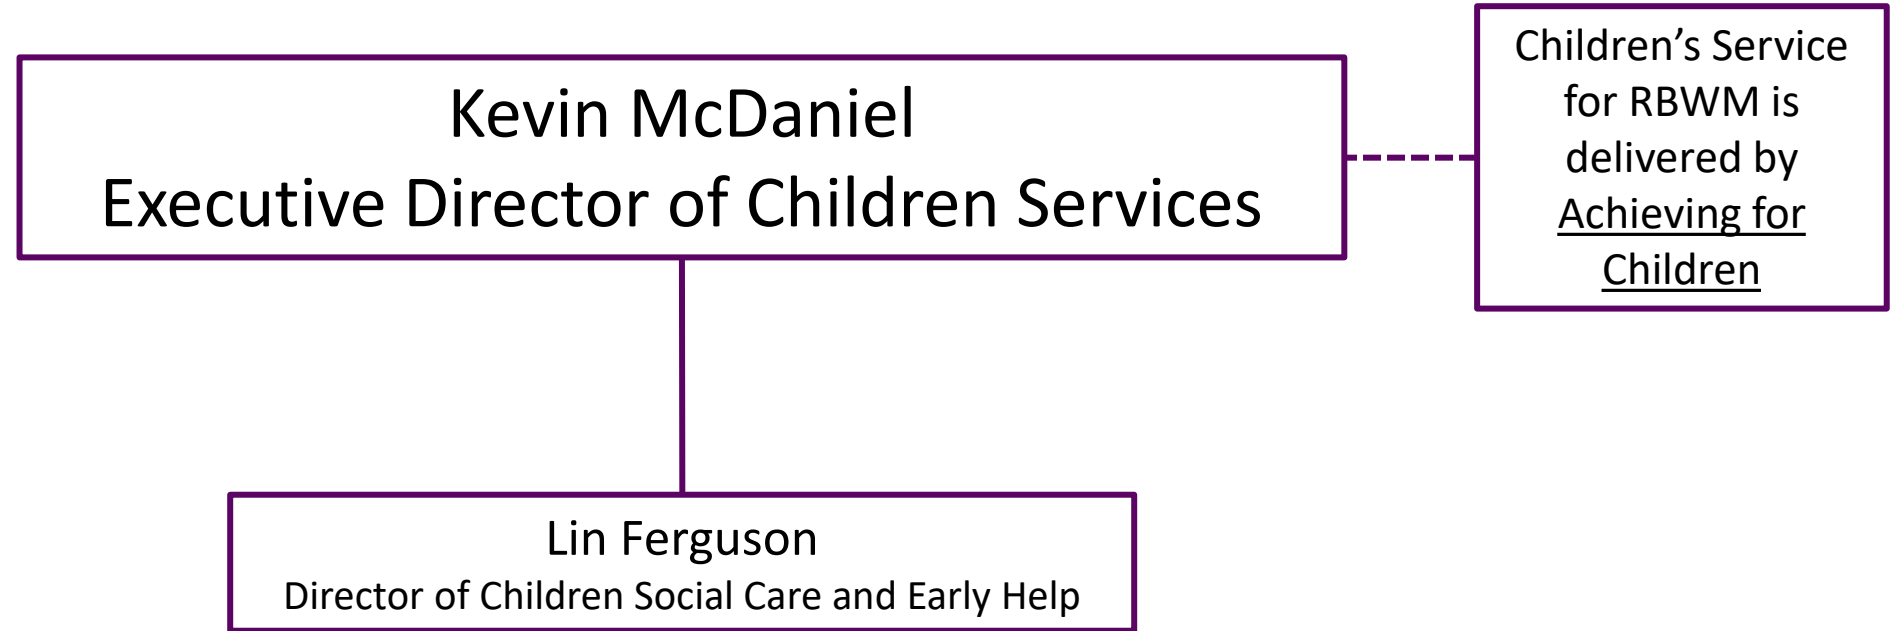 Kevin McDaniel
Executive Director of Children Services
Children’s Service
for RBWM is
delivered by
Achieving for
Children
Lin Ferguson
Director of Children Social Care and Early Help